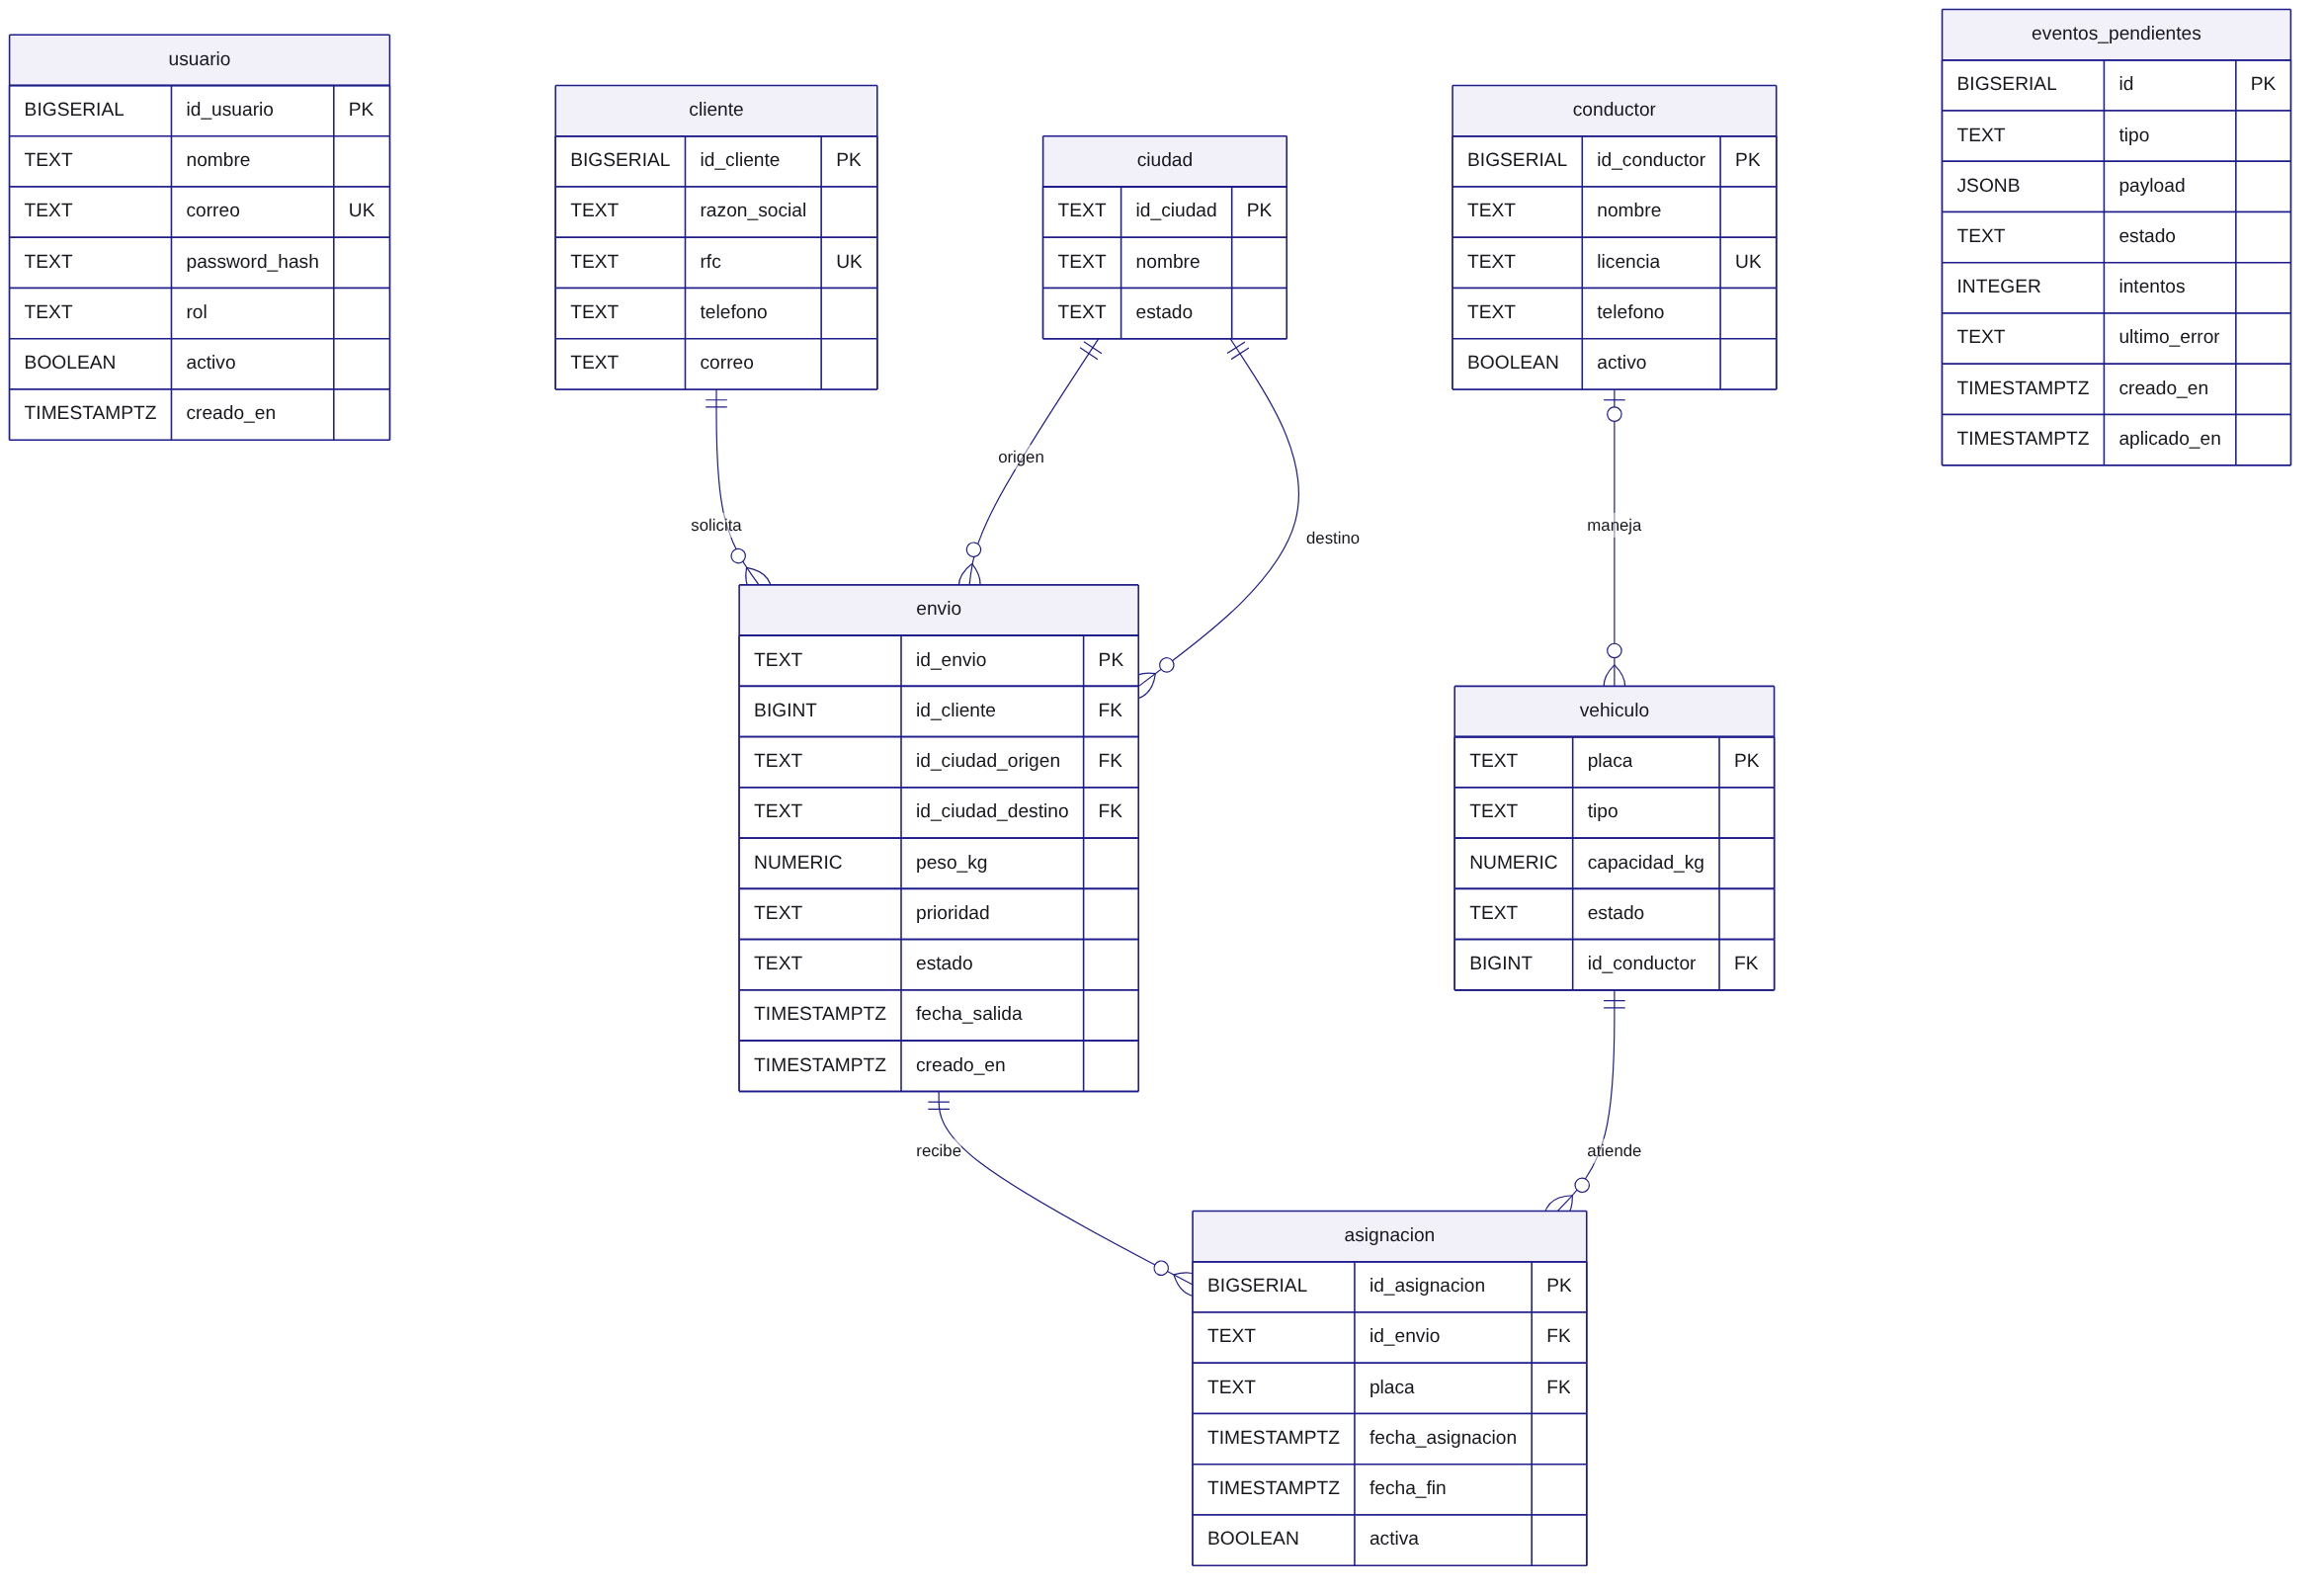 usuario
BIGSERIAL id_usuario PK
TEXT nombre
TEXT correo UK
TEXT password_hash
TEXT rol
BOOLEAN activo
TIMESTAMPTZ creado_en
cliente
BIGSERIAL id_cliente PK
TEXT razon_social
TEXT rfc UK
TEXT telefono
TEXT correo
ciudad
TEXT id_ciudad PK
TEXT nombre
TEXT estado
conductor
BIGSERIAL id_conductor PK
TEXT nombre
TEXT licencia UK
TEXT telefono
BOOLEAN activo
eventos_pendientes
BIGSERIAL id PK
TEXT tipo
JSONB payload
TEXT estado
INTEGER intentos
TEXT ultimo_error
TIMESTAMPTZ creado_en
TIMESTAMPTZ aplicado_en
origen
solicita
maneja
destino
envio
TEXT id_envio PK
BIGINT id_cliente FK
TEXT id_ciudad_origen FK
TEXT id_ciudad_destino FK
NUMERIC peso_kg
TEXT prioridad
TEXT estado
TIMESTAMPTZ fecha_salida
TIMESTAMPTZ creado_en
vehiculo
TEXT placa PK
TEXT tipo
NUMERIC capacidad_kg
TEXT estado
BIGINT id_conductor FK
recibe
atiende
asignacion
BIGSERIAL id_asignacion PK
TEXT id_envio FK
TEXT placa FK
TIMESTAMPTZ fecha_asignacion
TIMESTAMPTZ fecha_fin
BOOLEAN activa